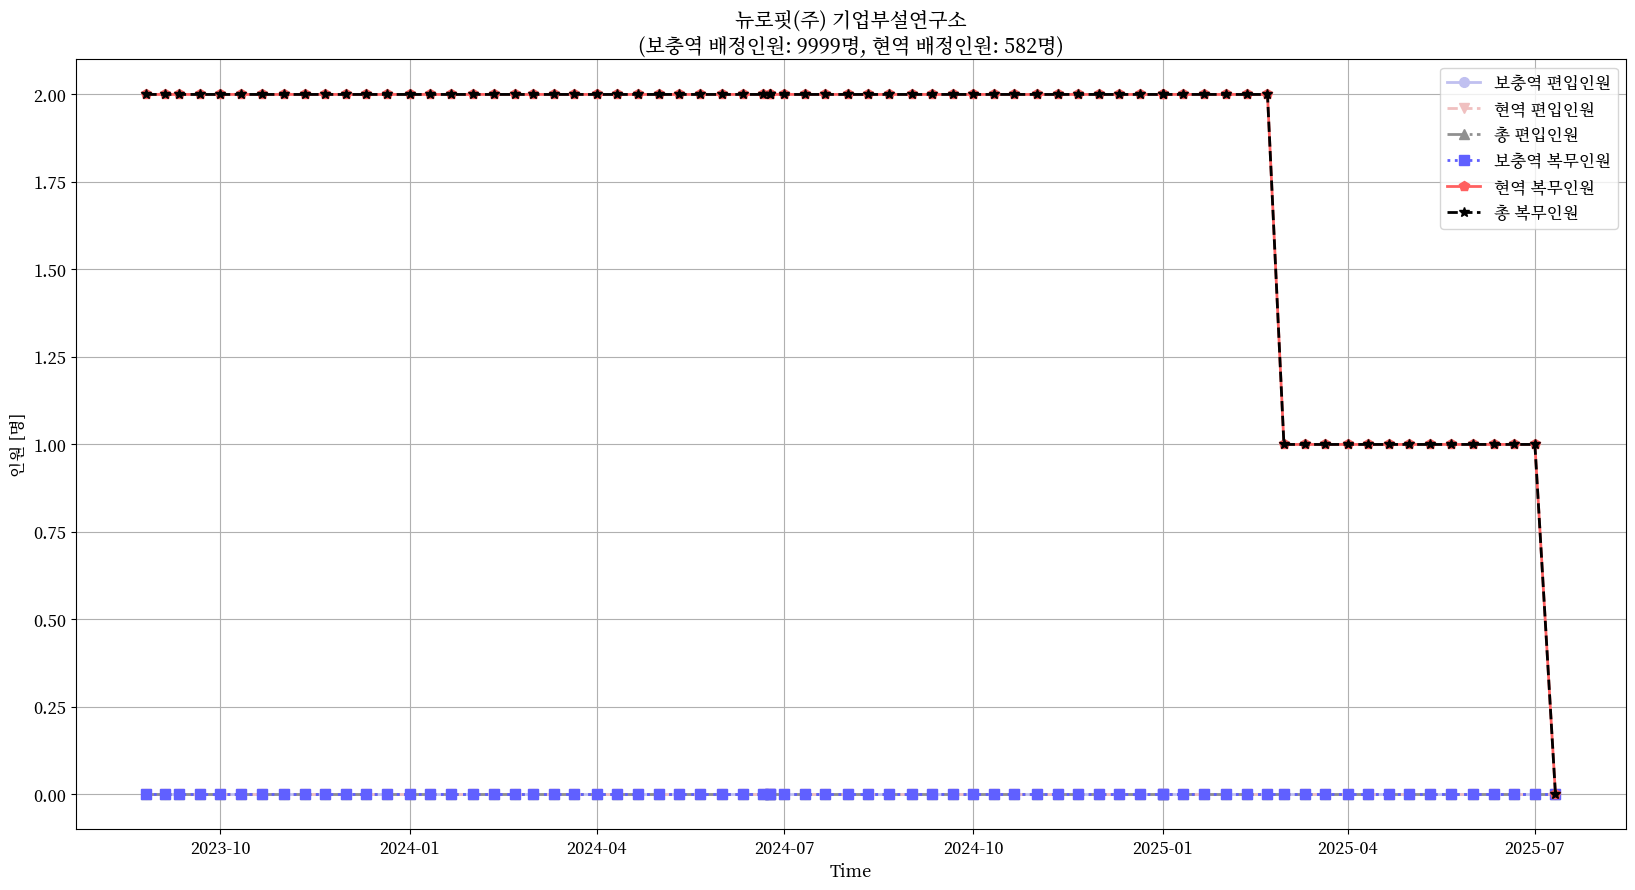 뉴로핏(주) 기업부설연구소
(보충역 배정인원: 9999명, 현역 배정인원: 582명)
보충역 편입인원
현역 편입인원
총 편입인원
보충역 복무인원
현역 복무인원
총 복무인원
2.00
1.75
1.50
1.25
1.00
0.75
0.50
0.25
0.00
인원 [명]
2023-10
2024-01
2024-04
2024-07
2024-10
2025-01
2025-04
2025-07
Time